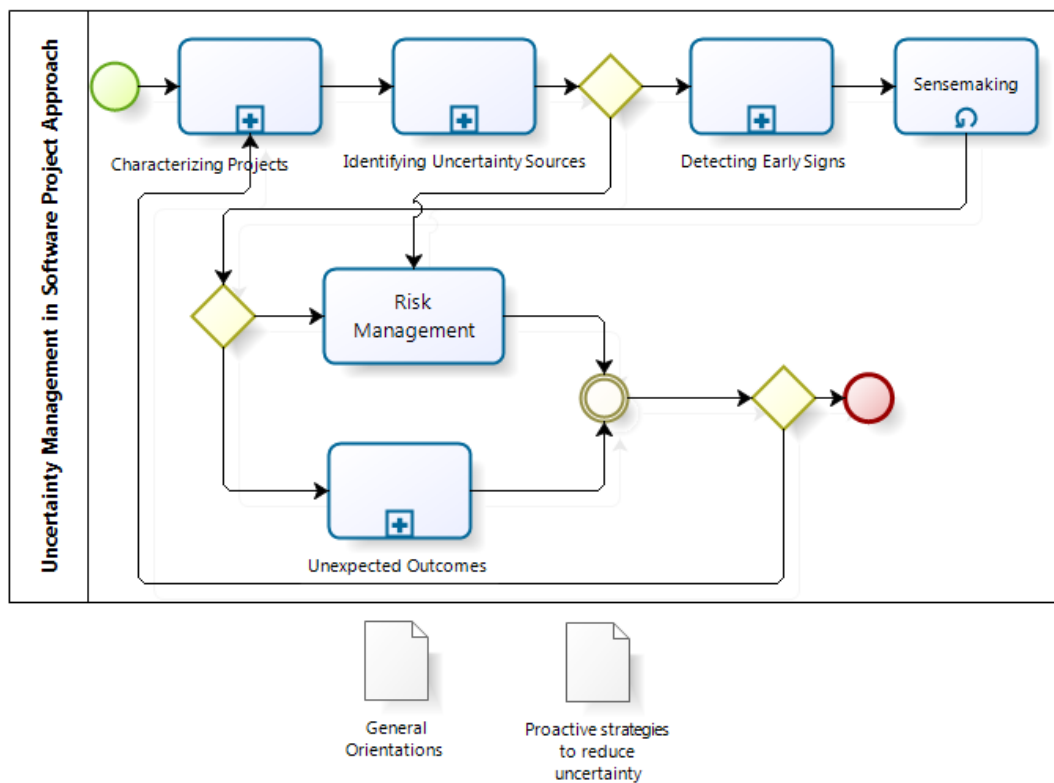 Uncertainty Management in Software Project Approach
Sensemaking
Characterizing Projects
Identifying Uncertainty Sources
Detecting Early Signs
Risk
Management
Unexpected Outcomes
General
Orientations
Proactive strategies
to reduce
uncertainty